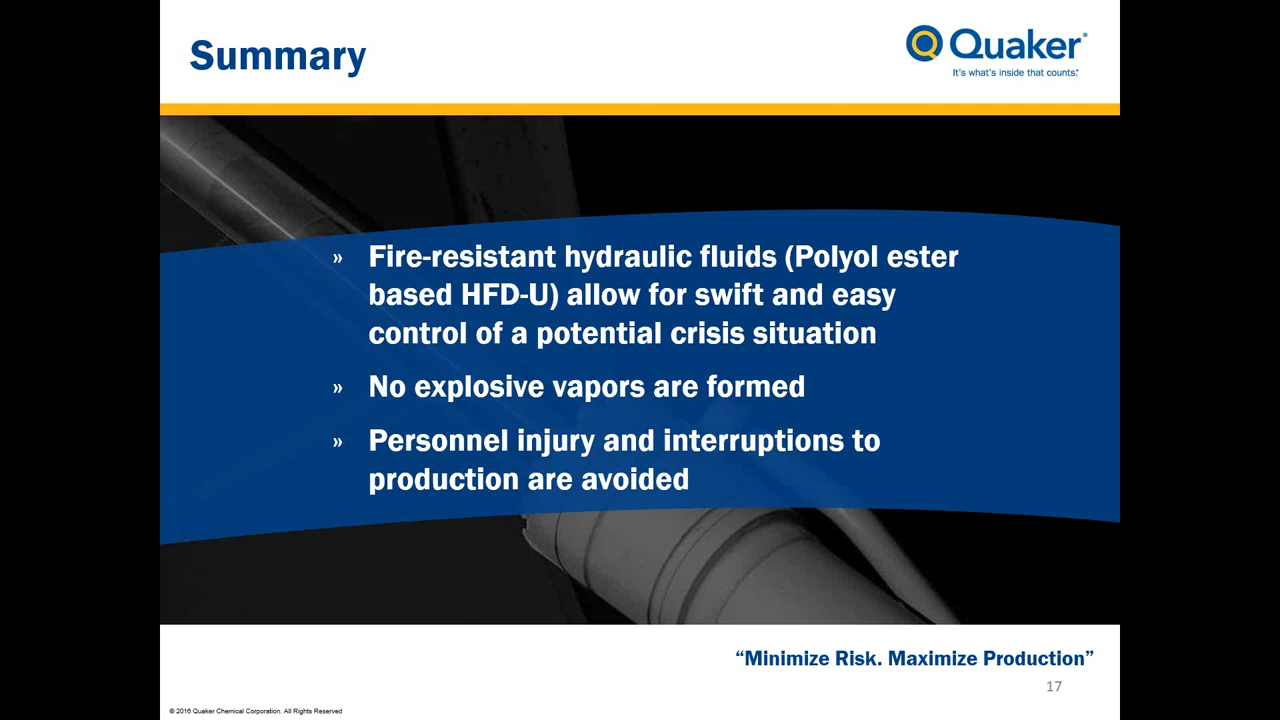 Summary
Quaker®
It's what's inside that counts.®
» Fire-resistant hydraulic fluids (Polyol ester
based HFD-U) allow for swift and easy
control of a potential crisis situation
» No explosive vapors are formed
» Personnel injury and interruptions to
production are avoided
“Minimize Risk. Maximize Production”
17
© 2016 Quaker Chemical Corporation. All Rights Reserved